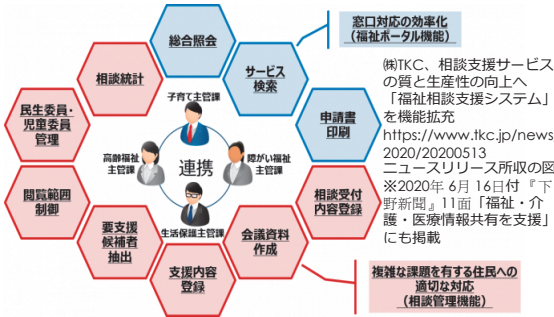 窓口対応の効率化
（福祉ポータル機能）
総合照会
サービス
検索
申請書
印刷
相談統計
民生委員・
児童委員
管理
閲覧範囲
制御
要支援
候補者
抽出
支援内容
登録
会議資料
作成
相談受付
内容登録
子育て主管課
高齢福祉
主管課
連携
障がい福祉
主管課
生活保護主管課
複雑な課題を有する住民への
適切な対応
（相談管理機能）
㈱TKC、相談支援サービス
の質と生産性の向上へ
「福祉相談支援システム」
を機能拡充
https://www.tkc.jp/news
2020/20200513
ニュースリリース所収の図
※2020年 6月 16日付 『下
野新聞』11面「福祉・介
護・医療情報共有を支援」
にも掲載